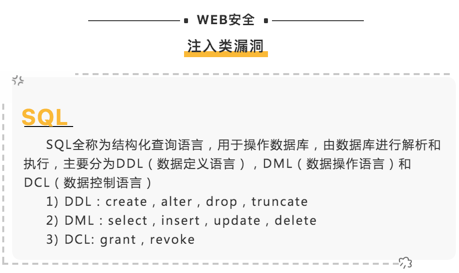 WEB安全
注入类漏洞
SQL
SQL全称为结构化查询语言，用于操作数据库，由数据库进行解析和
执行，主要分为DDL（数据定义语言），DML（数据操作语言）和
DCL（数据控制语言）
1) DDL：create，alter，drop，truncate
2) DML：select，insert，update，delete
3) DCL: grant，revoke